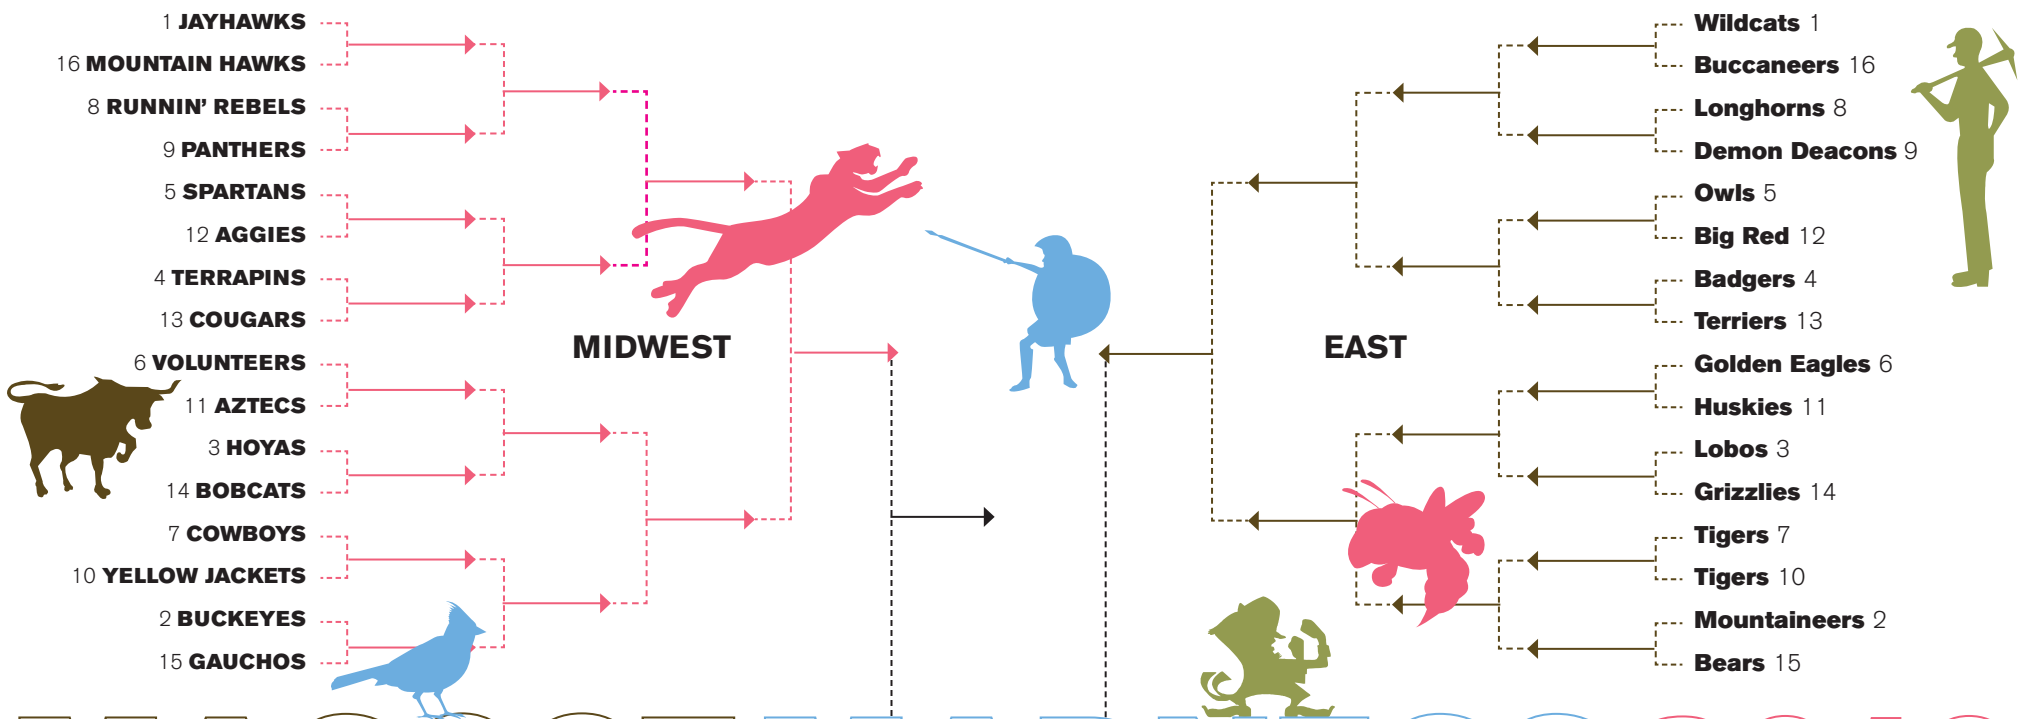 1 JAYHAWKS
16 MOUNTAIN HAWKS
8 RUNNIN’ REBELS
9 PANTHERS
5 SPARTANS
12 AGGIES
4 TERRAPINS
13 COUGARS
6 VOLUNTEERS
11 AZTECS
3 HOYAS
14 BOBCATS
7 COWBOYS
10 YELLOW JACKETS
2 BUCKEYES
15 GAUCHOS
MIDWEST
EAST
Wildcats 1
Buccaneers 16
Longhorns 8
Demon Deacons 9
Owls 5
Big Red 12
Badgers 4
Terriers 13
Golden Eagles 6
Huskies 11
Lobos 3
Grizzlies 14
Tigers 7
Tigers 10
Mountaineers 2
Bears 15